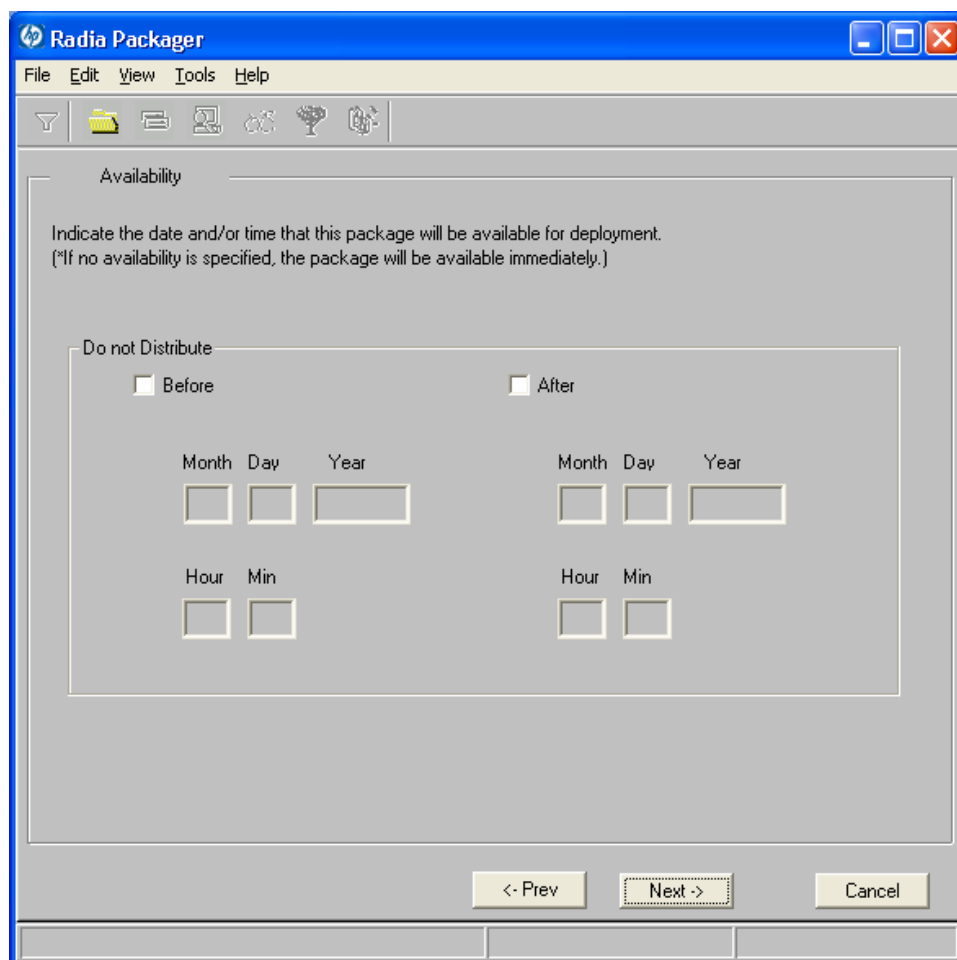 hp Radia Packager
File Edit View Tools Help
Availability
Indicate the date and/or time that this package will be available for deployment.
(*If no availability is specified, the package will be available immediately.)
Do not Distribute
Before After
Month Day Year Month Day Year
Hour Min Hour Min
<- Prev Next -> Cancel